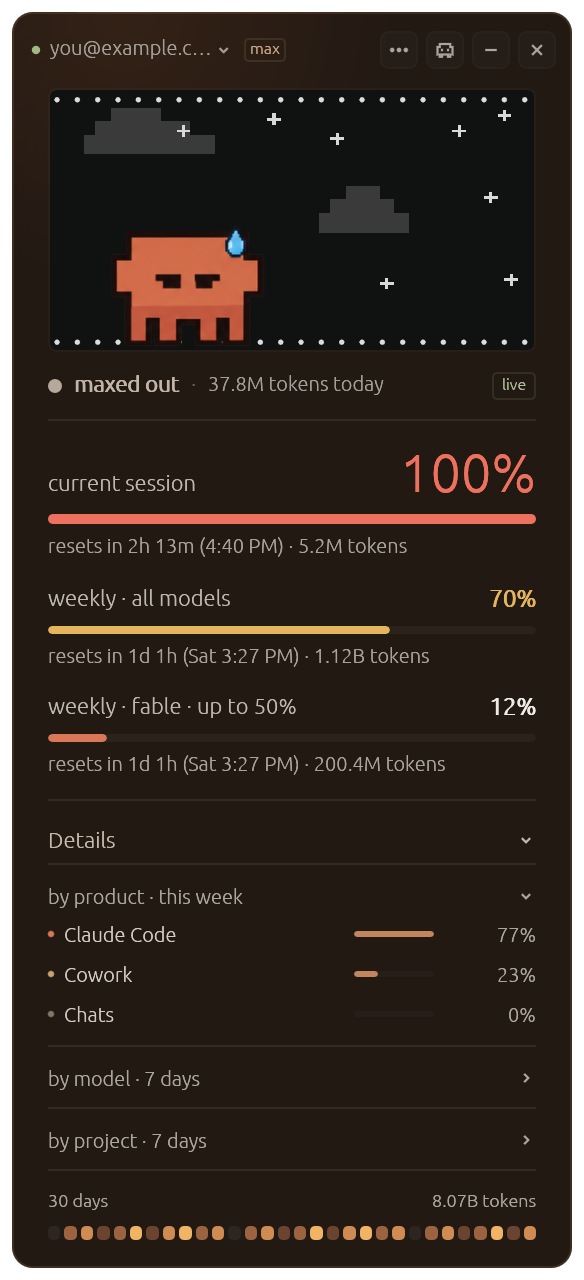 you@example.c... max
maxed out · 37.8M tokens today live
current session 100%
resets in 2h 13m (4:40 PM) · 5.2M tokens
weekly · all models 70%
resets in 1d 1h (Sat 3:27 PM) · 1.12B tokens
weekly · fable · up to 50% 12%
resets in 1d 1h (Sat 3:27 PM) · 200.4M tokens
Details
by product · this week
Claude Code 77%
Cowork 23%
Chats 0%
by model · 7 days
by project · 7 days
30 days 8.07B tokens